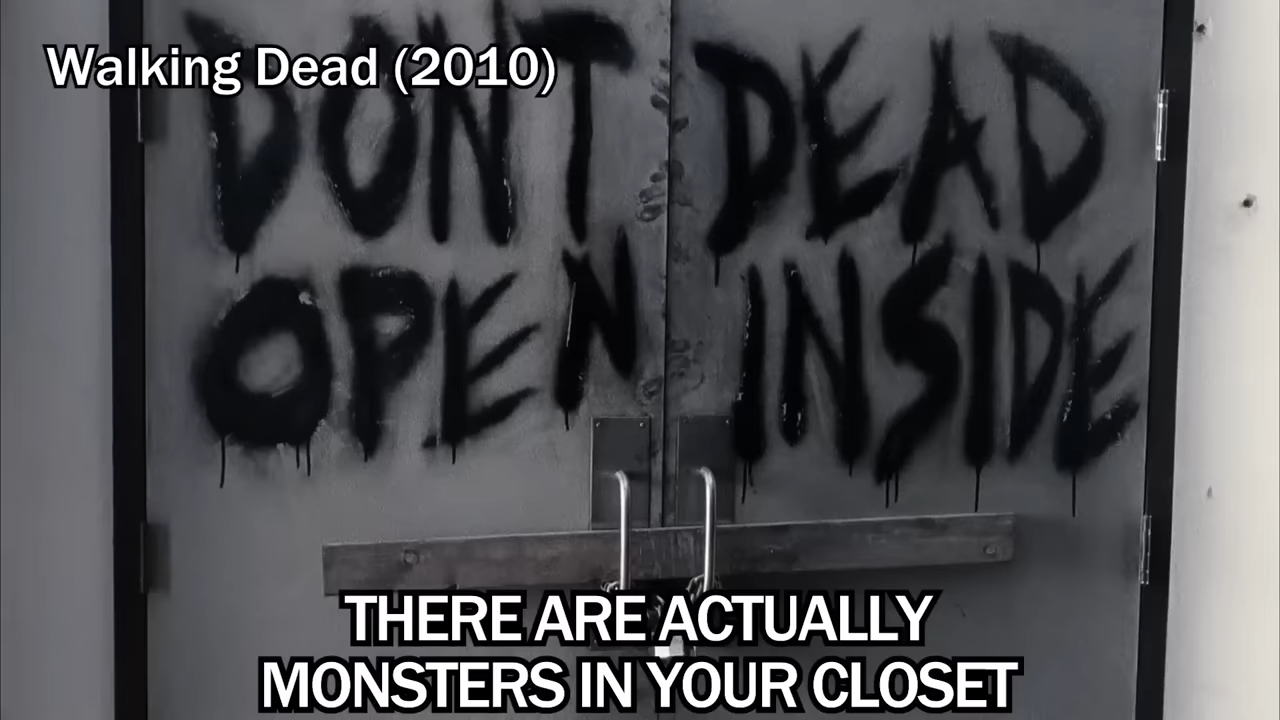 Walking Dead (2010)
DONT DEAD
OPEN INSIDE
THERE ARE ACTUALLY
MONSTERS IN YOUR CLOSET